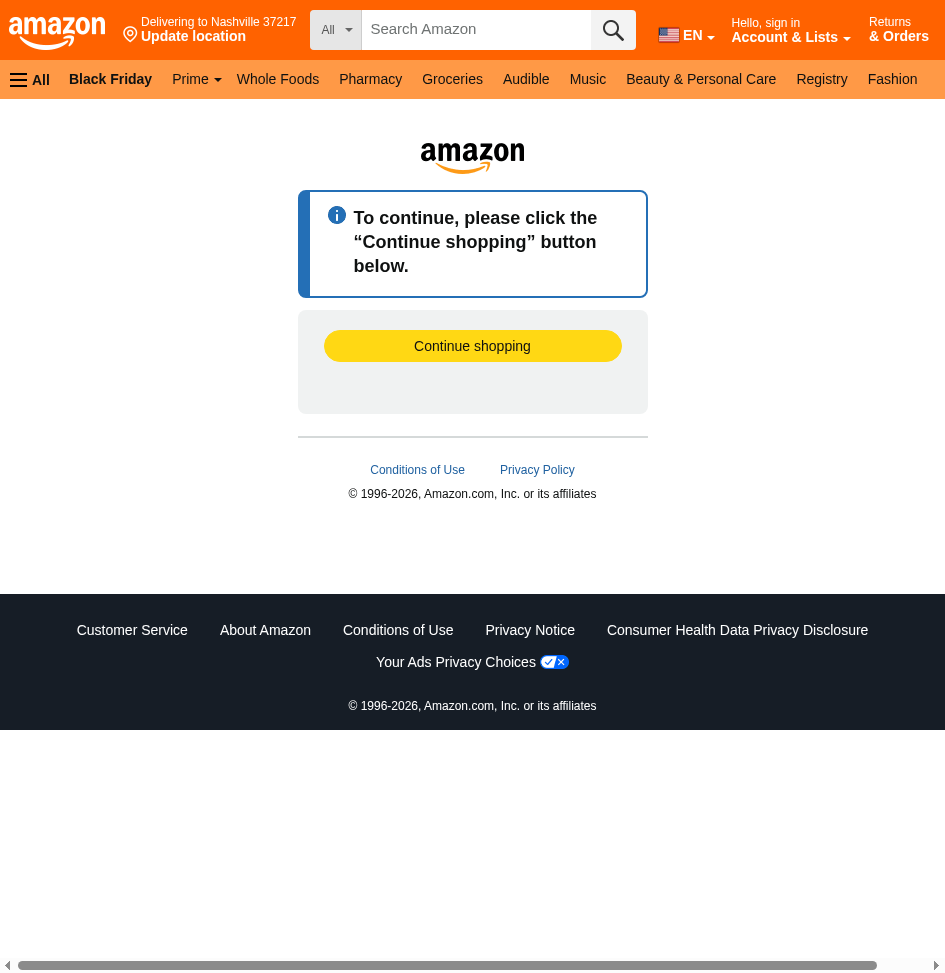 amazon
Delivering to Nashville 37217
Update location
All
Search Amazon
EN
Hello, sign in
Account & Lists
Returns
& Orders
All
Black Friday
Prime
Whole Foods
Pharmacy
Groceries
Audible
Music
Beauty & Personal Care
Registry
Fashion
amazon
To continue, please click the
“Continue shopping” button
below.
Continue shopping
Conditions of Use
Privacy Policy
© 1996-2026, Amazon.com, Inc. or its affiliates
Customer Service
About Amazon
Conditions of Use
Privacy Notice
Consumer Health Data Privacy Disclosure
Your Ads Privacy Choices
© 1996-2026, Amazon.com, Inc. or its affiliates